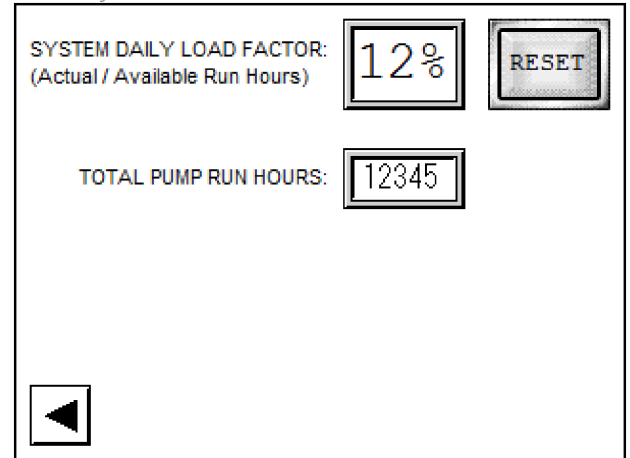 SYSTEM DAILY LOAD FACTOR:
(Actual / Available Run Hours)
12%
RESET
TOTAL PUMP RUN HOURS:
12345